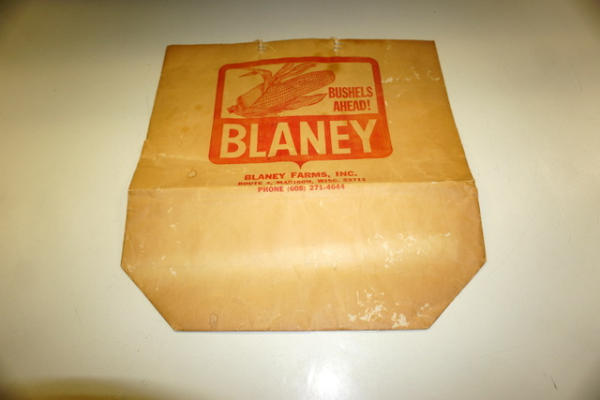 BUSHELS
AHEAD!
BLANEY
BLANEY FARMS, INC.
ROUTE 4, MADISON, WISC. 53711
PHONE (608) 271-4644